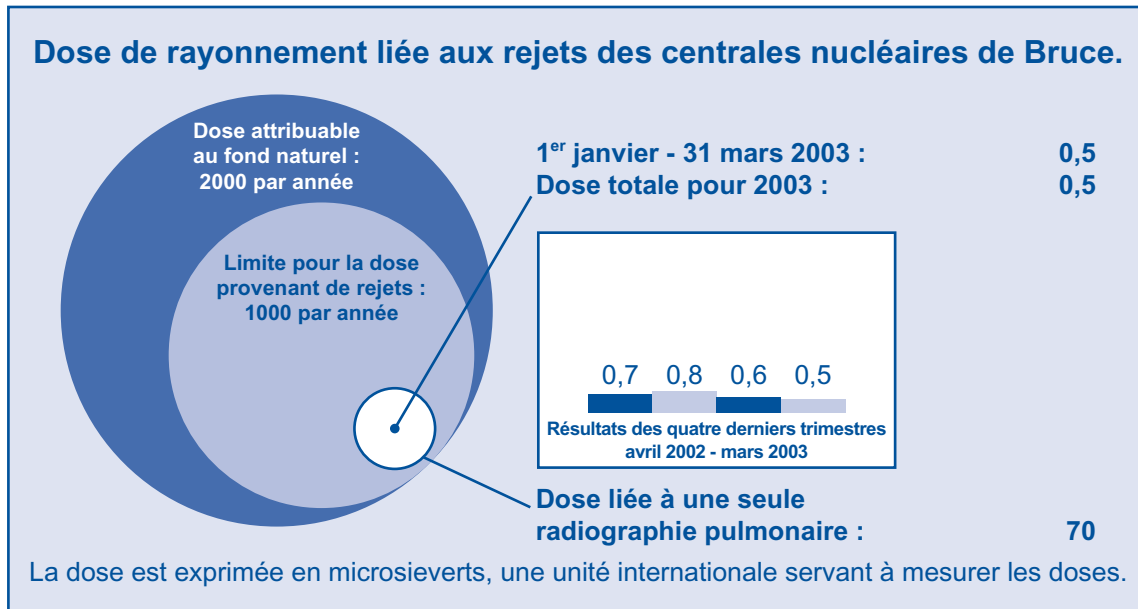 Dose de rayonnement liée aux rejets des centrales nucléaires de Bruce.
Dose attribuable
au fond naturel :
2000 par année
Limite pour la dose
provenant de rejets :
1000 par année
1er janvier - 31 mars 2003 : 0,5
Dose totale pour 2003 : 0,5
0,7 0,8 0,6 0,5
Résultats des quatre derniers trimestres
avril 2002 - mars 2003
Dose liée à une seule
radiographie pulmonaire : 70
La dose est exprimée en microsieverts, une unité internationale servant à mesurer les doses.